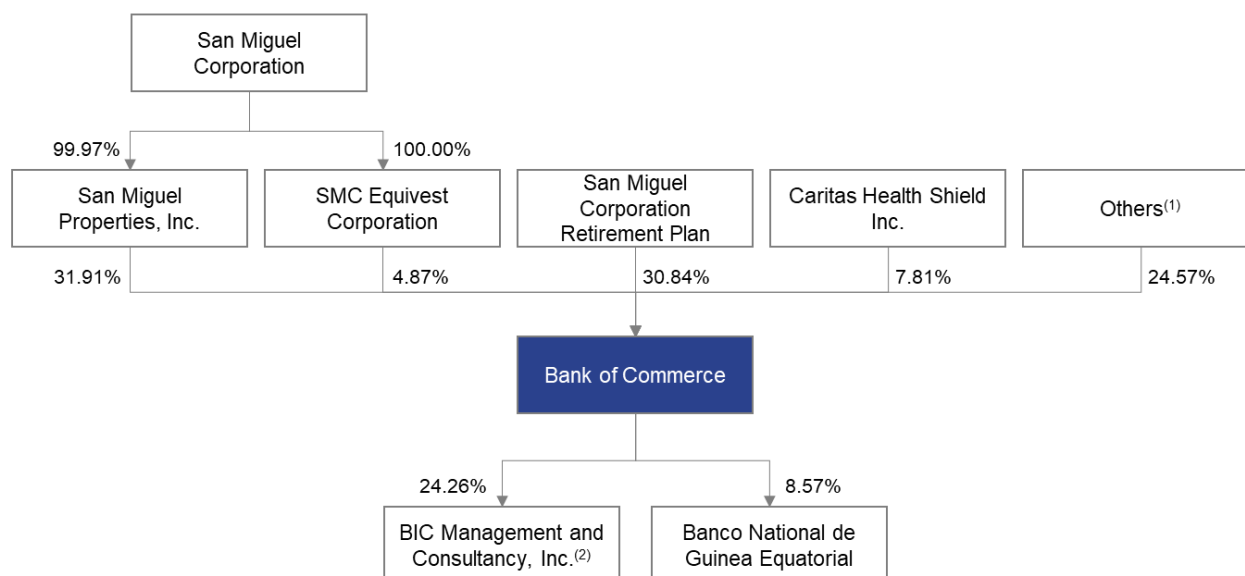 San Miguel
Corporation
99.97%
100.00%
San Miguel
Properties, Inc.
SMC Equivest
Corporation
San Miguel
Corporation
Retirement Plan
Caritas Health Shield
Inc.
Others(1)
31.91%
4.87%
30.84%
7.81%
24.57%
Bank of Commerce
24.26%
8.57%
BIC Management and
Consultancy, Inc.(2)
Banco National de
Guinea Equatorial